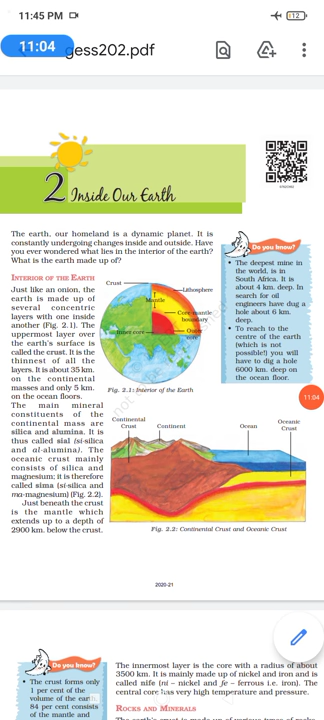 11:45 PM
12
11:04
gess202.pdf
2 Inside Our Earth
The earth, our homeland is a dynamic planet. It is
constantly undergoing changes inside and outside. Have
you ever wondered what lies in the interior of the earth?
What is the earth made up of?
INTERIOR OF THE EARTH
Just like an onion, the
earth is made up of
several concentric
layers with one inside
another (Fig. 2.1). The
uppermost layer over
the earth's surface is
called the crust. It is the
thinnest of all the
layers. It is about 35 km.
on the continental
masses and only 5 km.
on the ocean floors.
The main mineral
constituents of the
continental mass are
silica and alumina. It is
thus called sial (si-silica
and al-alumina). The
oceanic crust mainly
consists of silica and
magnesium; it is therefore
called sima (si-silica and
ma-magnesium) (Fig. 2.2).
Just beneath the crust
is the mantle which
extends up to a depth of
2900 km. below the crust.
Crust
Lithosphere
Mantle
Core-mantle
boundary
Inner core
Outer
core
Fig. 2.1: Interior of the Earth
Do you know?
• The deepest mine in
the world, is in
South Africa. It is
about 4 km. deep. In
search for oil
engineers have dug a
hole about 6 km.
deep.
• To reach to the
centre of the earth
(which is not
possible!) you will
have to dig a hole
6000 km. deep on
the ocean floor.
11:04
Continental
Crust
Continent
Ocean
Oceanic
Crust
Fig. 2.2: Continental Crust and Oceanic Crust
2020-21
Do you know?
• The crust forms only
1 per cent of the
volume of the earth.
84 per cent consists
of the mantle and
The innermost layer is the core with a radius of about
3500 km. It is mainly made up of nickel and iron and is
called nife (ni – nickel and fe – ferrous i.e. iron). The
central core has very high temperature and pressure.
ROCKS AND MINERALS